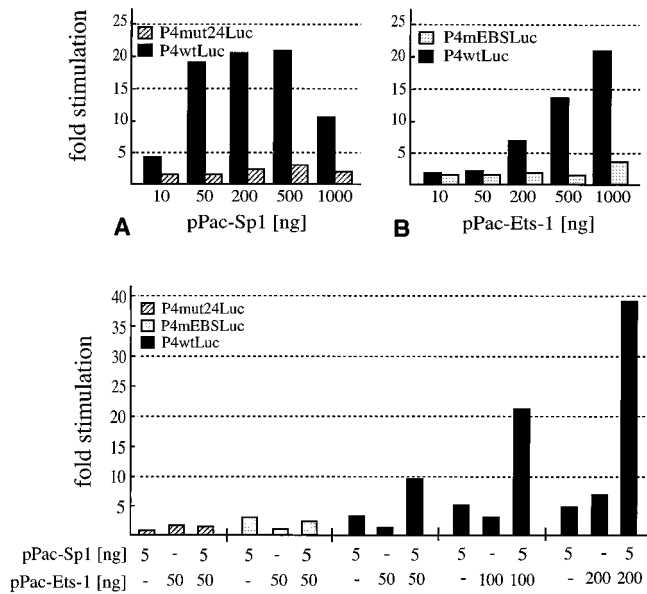 fold stimulation
25
20
15
10
5
P4mut24Luc
P4wtLuc
10 50 200 500 1000
A pPac-Sp1 [ng]
25
20
15
10
5
P4mEBSLuc
P4wtLuc
10 50 200 500 1000
B pPac-Ets-1 [ng]
fold stimulation
40
30
20
10
5
P4mut24Luc
P4mEBSLuc
P4wtLuc
pPac-Sp1 [ng] 5 - 5 5 - 5 5 - 5 5 - 5 5 - 5
pPac-Ets-1 [ng] - 50 50 - 50 50 - 50 50 - 100 100 - 200 200